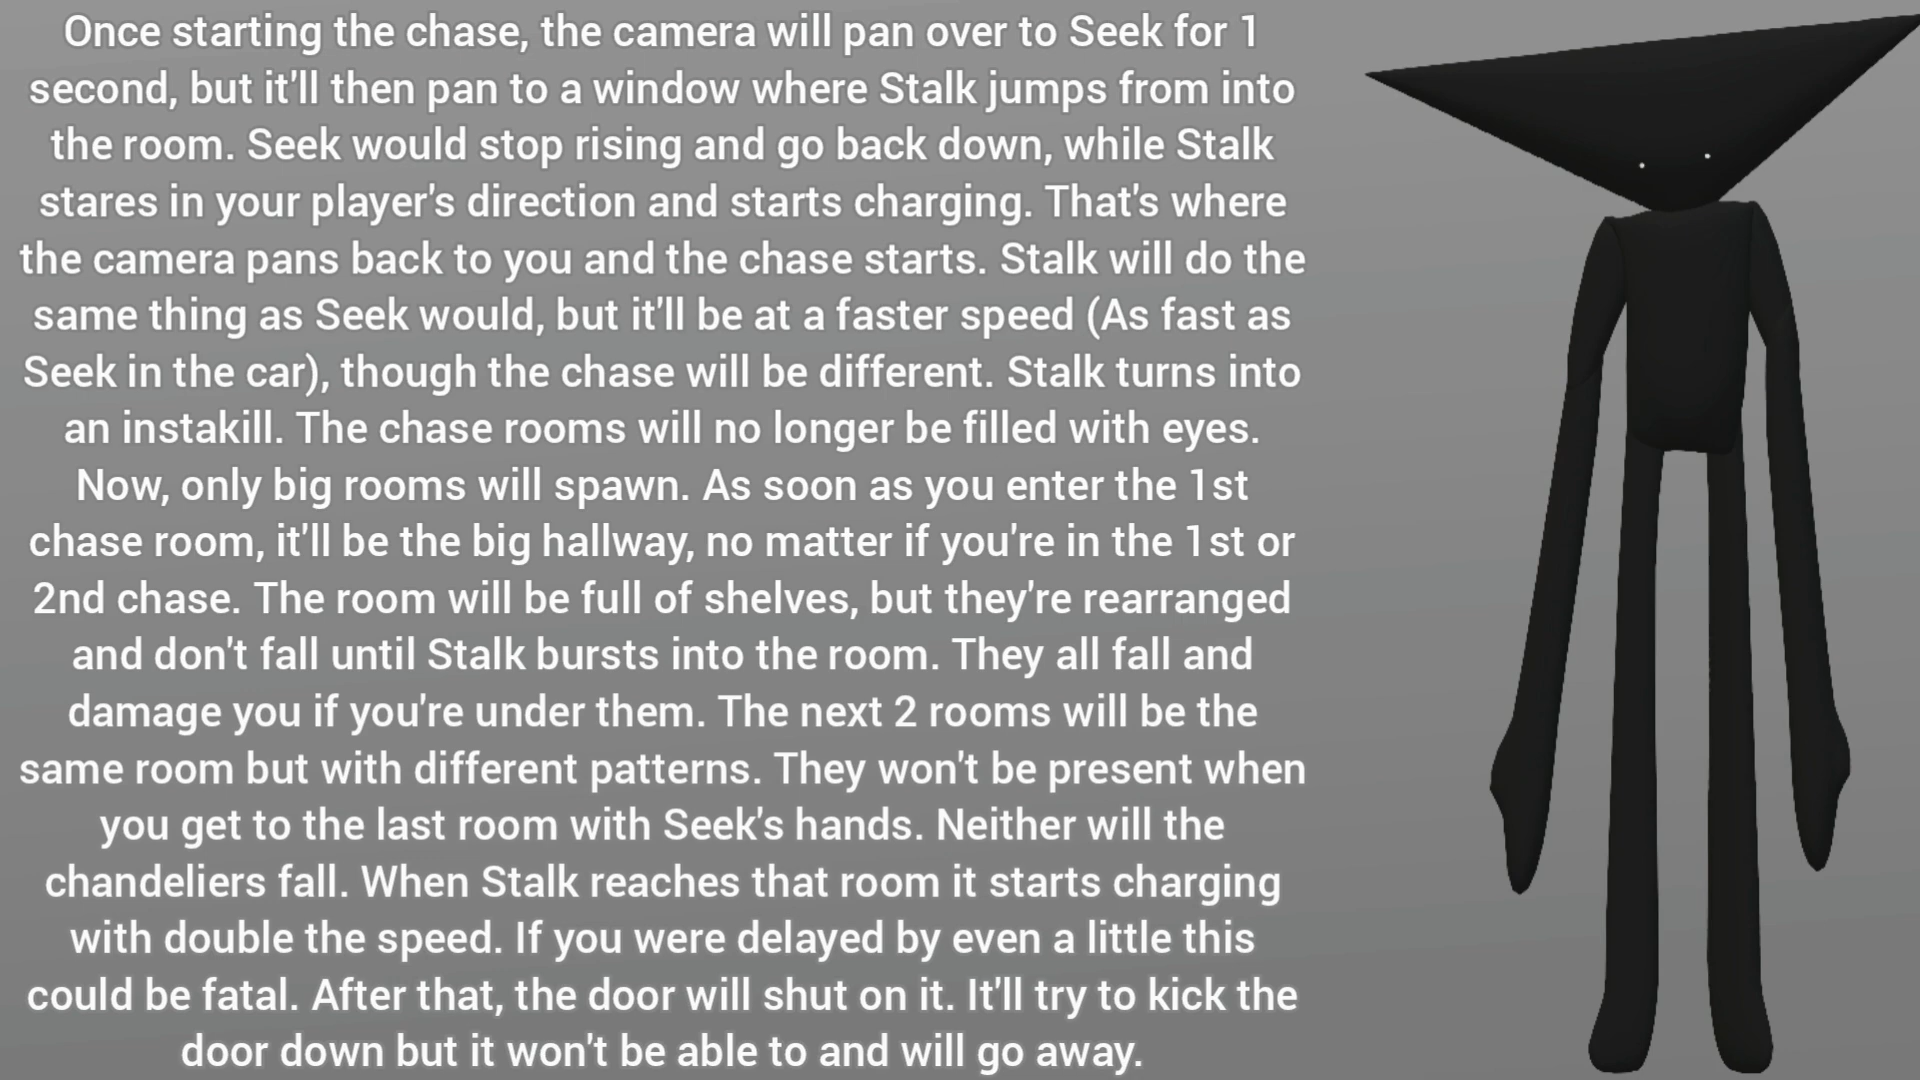 Once starting the chase, the camera will pan over to Seek for 1
second, but it'll then pan to a window where Stalk jumps from into
the room. Seek would stop rising and go back down, while Stalk
stares in your player's direction and starts charging. That's where
the camera pans back to you and the chase starts. Stalk will do the
same thing as Seek would, but it'll be at a faster speed (As fast as
Seek in the car), though the chase will be different. Stalk turns into
an instakill. The chase rooms will no longer be filled with eyes.
Now, only big rooms will spawn. As soon as you enter the 1st
chase room, it'll be the big hallway, no matter if you're in the 1st or
2nd chase. The room will be full of shelves, but they're rearranged
and don't fall until Stalk bursts into the room. They all fall and
damage you if you're under them. The next 2 rooms will be the
same room but with different patterns. They won't be present when
you get to the last room with Seek's hands. Neither will the
chandeliers fall. When Stalk reaches that room it starts charging
with double the speed. If you were delayed by even a little this
could be fatal. After that, the door will shut on it. It'll try to kick the
door down but it won't be able to and will go away.